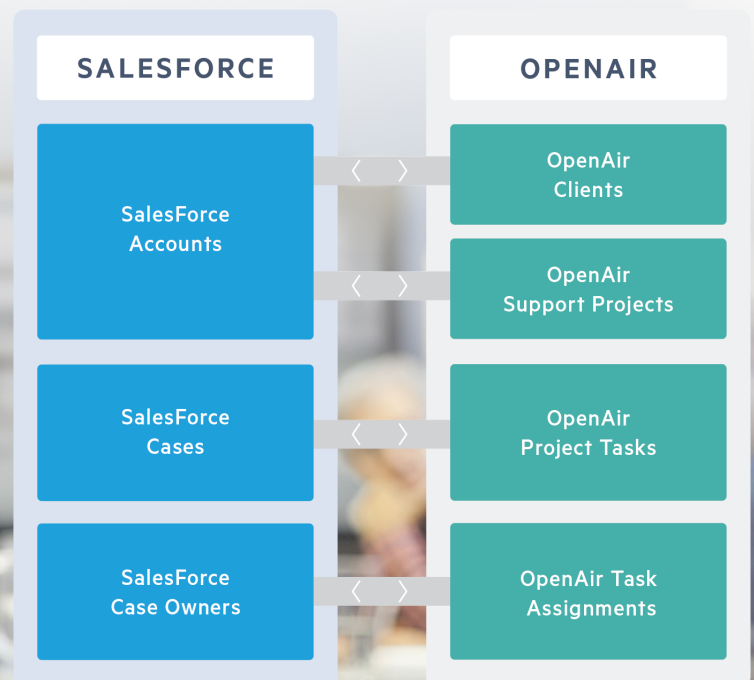 SALESFORCE
OPENAIR
SalesForce
Accounts
OpenAir
Clients
OpenAir
Support Projects
SalesForce
Cases
OpenAir
Project Tasks
SalesForce
Case Owners
OpenAir Task
Assignments